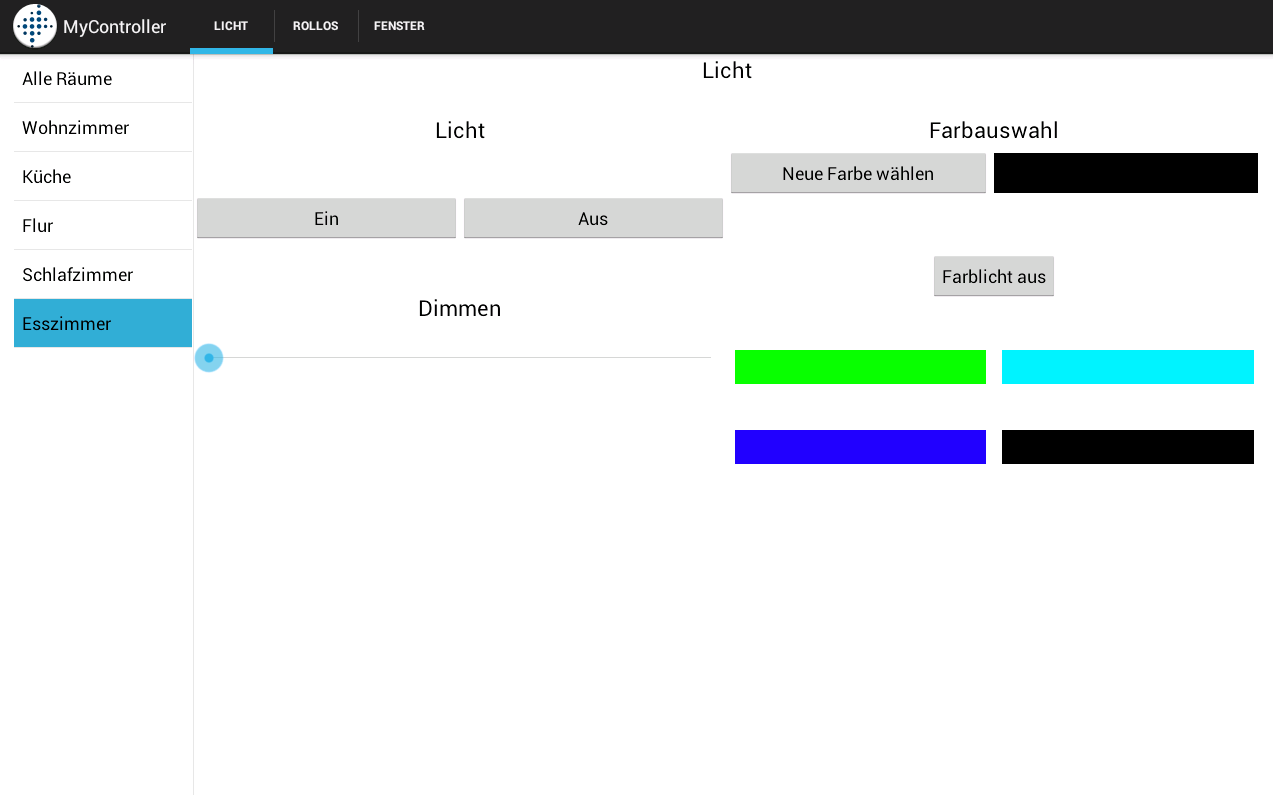 MyController
LICHT
ROLLOS
FENSTER
Alle Räume
Wohnzimmer
Küche
Flur
Schlafzimmer
Esszimmer
Licht
Licht
Ein
Aus
Dimmen
Farbauswahl
Neue Farbe wählen
Farblicht aus